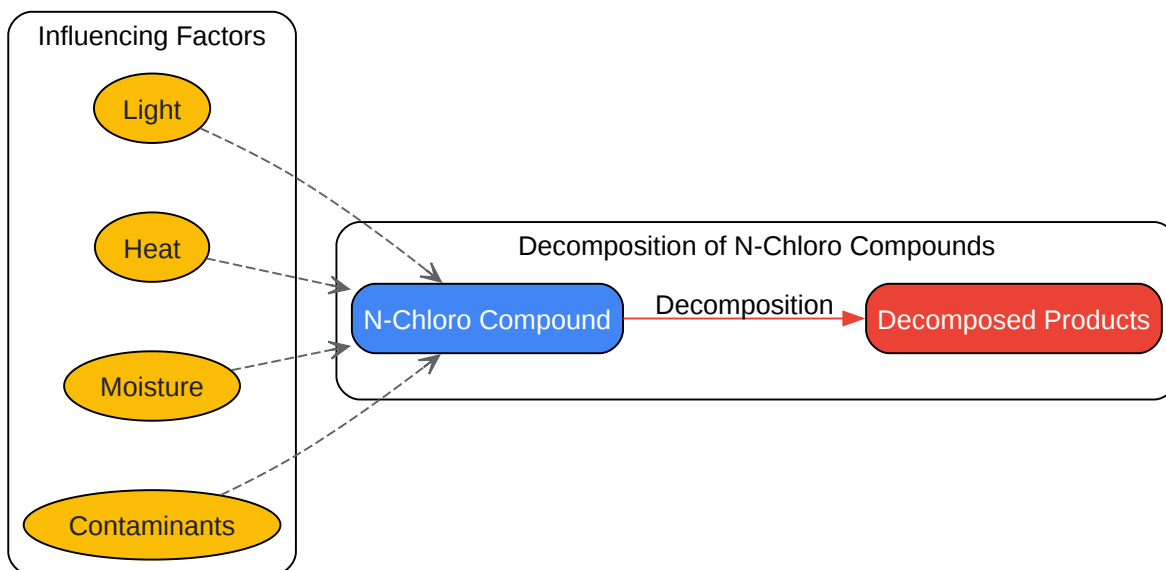 Influencing Factors
Light
Heat
Moisture
Contaminants
Decomposition of N-Chloro Compounds
N-Chloro Compound
Decomposition
Decomposed Products